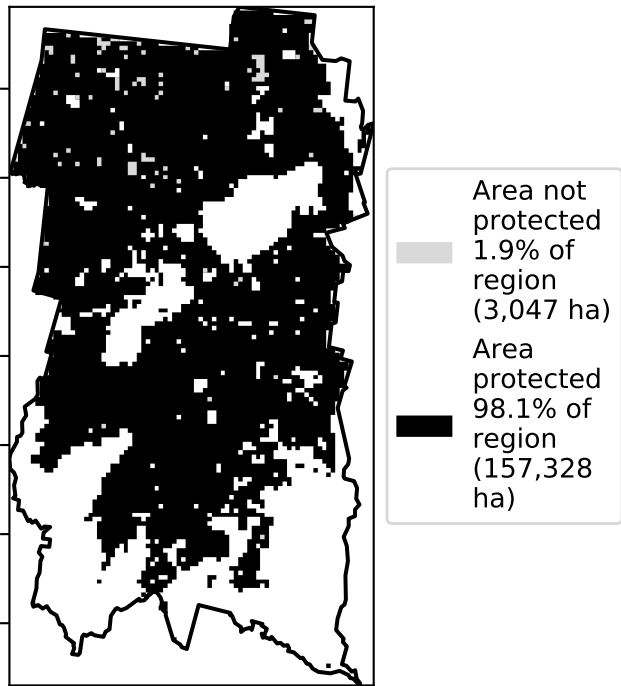 Area not
protected
1.9% of
region
(3,047 ha)
Area
protected
98.1% of
region
(157,328
ha)